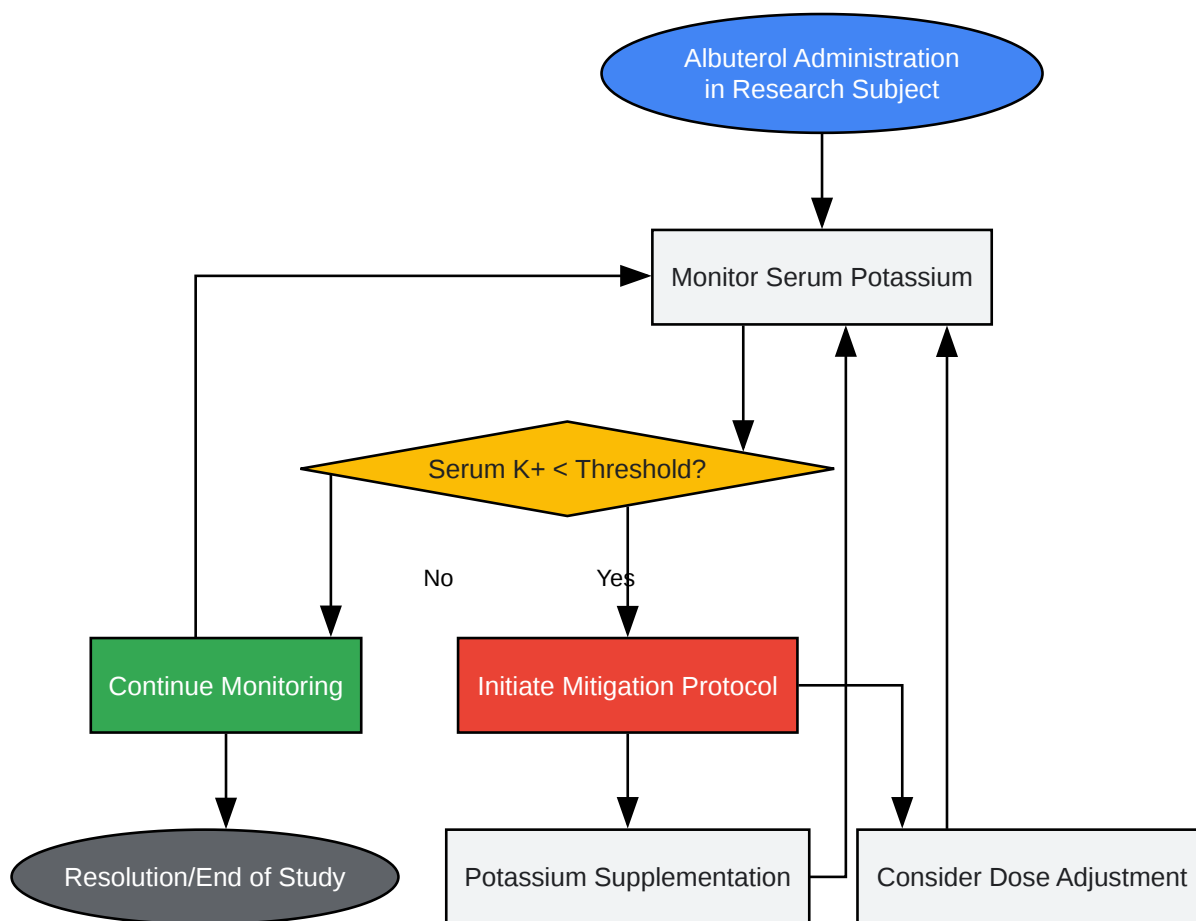 Albuterol Administration
in Research Subject
Monitor Serum Potassium
Serum K+ < Threshold?
No
Yes
Continue Monitoring
Initiate Mitigation Protocol
Resolution/End of Study
Potassium Supplementation
Consider Dose Adjustment